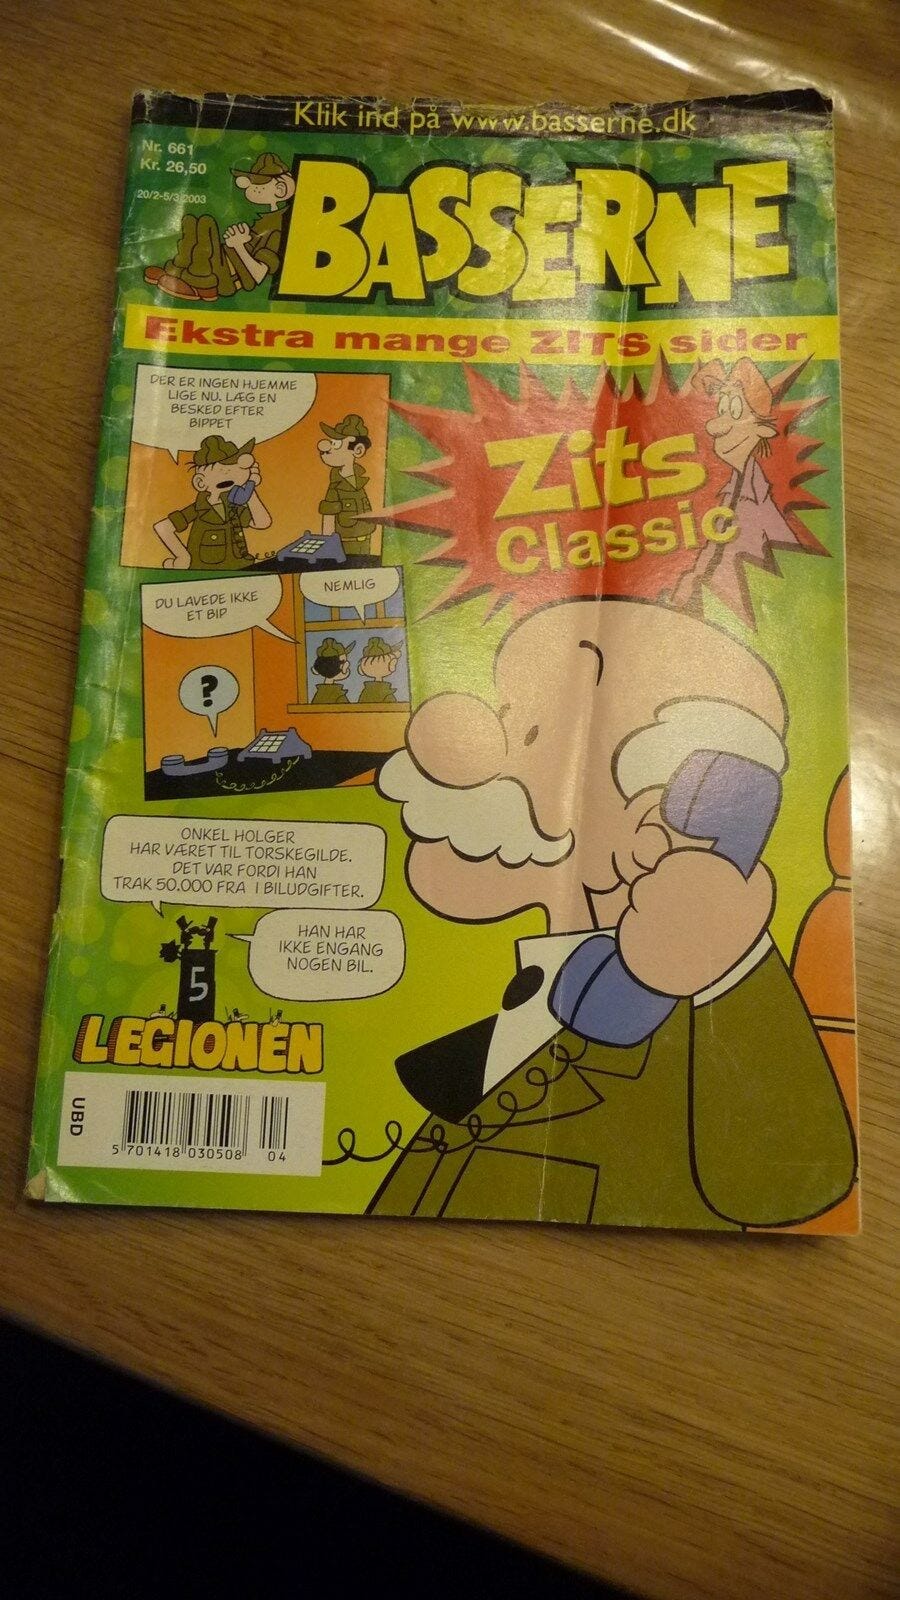 Klik ind på www.basserne.dk
Nr. 661
Kr. 26,50
20/2-5/3 2003
BASSERNE
Ekstra mange ZITS sider
DER ER INGEN HJEMME
LIGE NU. LÆG EN
BESKED EFTER
BIPPET
Zits
Classic
DU LAVEDE IKKE
ET BIP
NEMLIG
?
ONKEL HOLGER
HAR VÆRET TIL TORSKEGILDE.
DET VAR FORDI HAN
TRAK 50.000 FRA I BILUDGIFTER.
HAN HAR
IKKE ENGANG
NOGEN BIL.
5
LEGIONEN
UBD
5 701418 030508 04